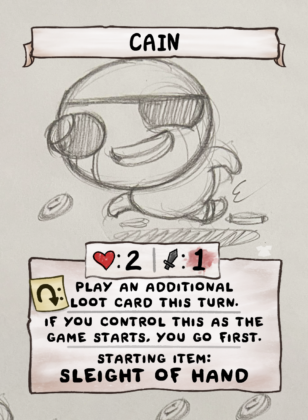 CAIN
:2 :1
: PLAY AN ADDITIONAL
LOOT CARD THIS TURN.
IF YOU CONTROL THIS AS THE
GAME STARTS, YOU GO FIRST.
STARTING ITEM:
SLEIGHT OF HAND